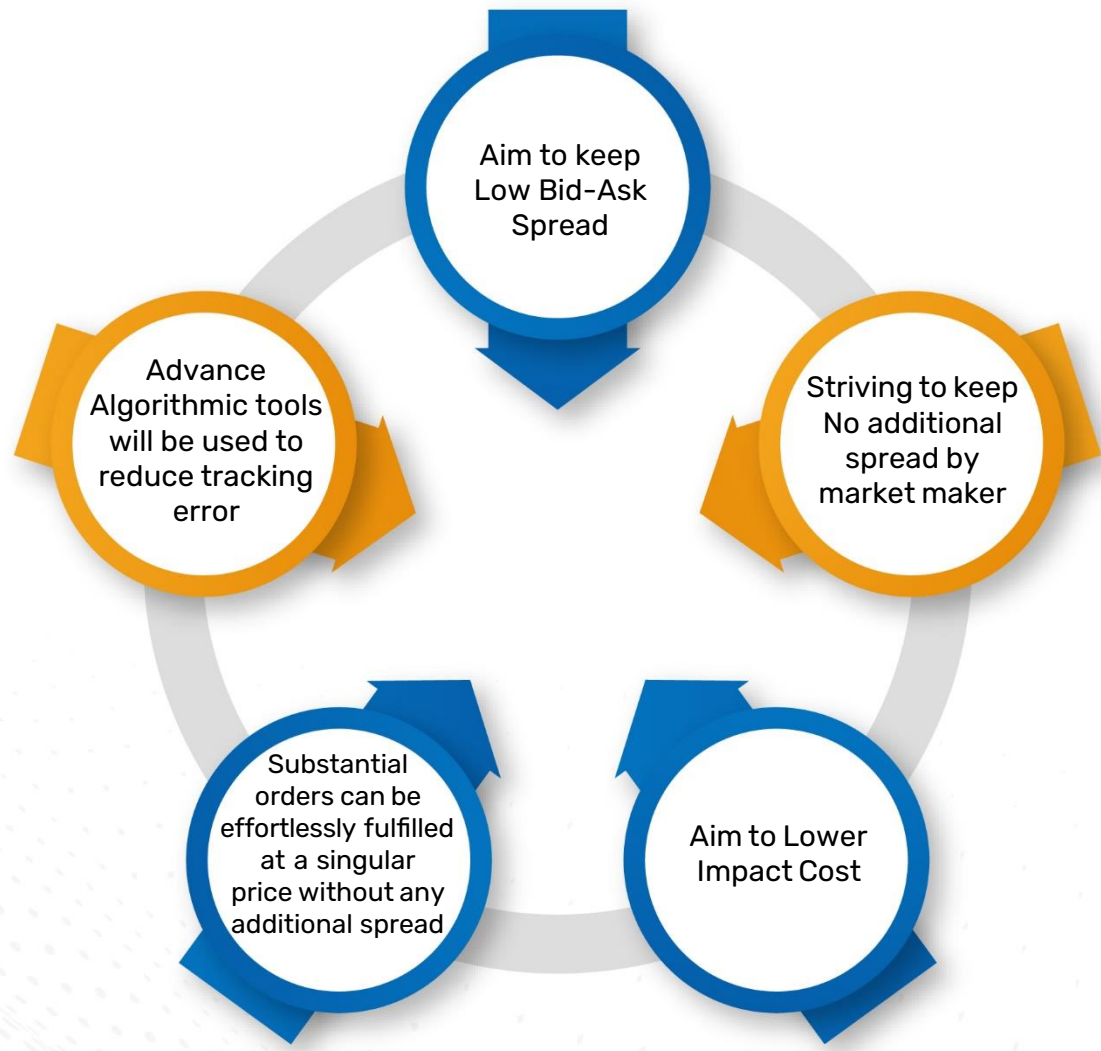 Aim to keep
Low Bid-Ask
Spread
Striving to keep
No additional
spread by
market maker
Aim to Lower
Impact Cost
Substantial
orders can be
effortlessly fulfilled
at a singular
price without any
additional spread
Advance
Algorithmic tools
will be used to
reduce tracking
error